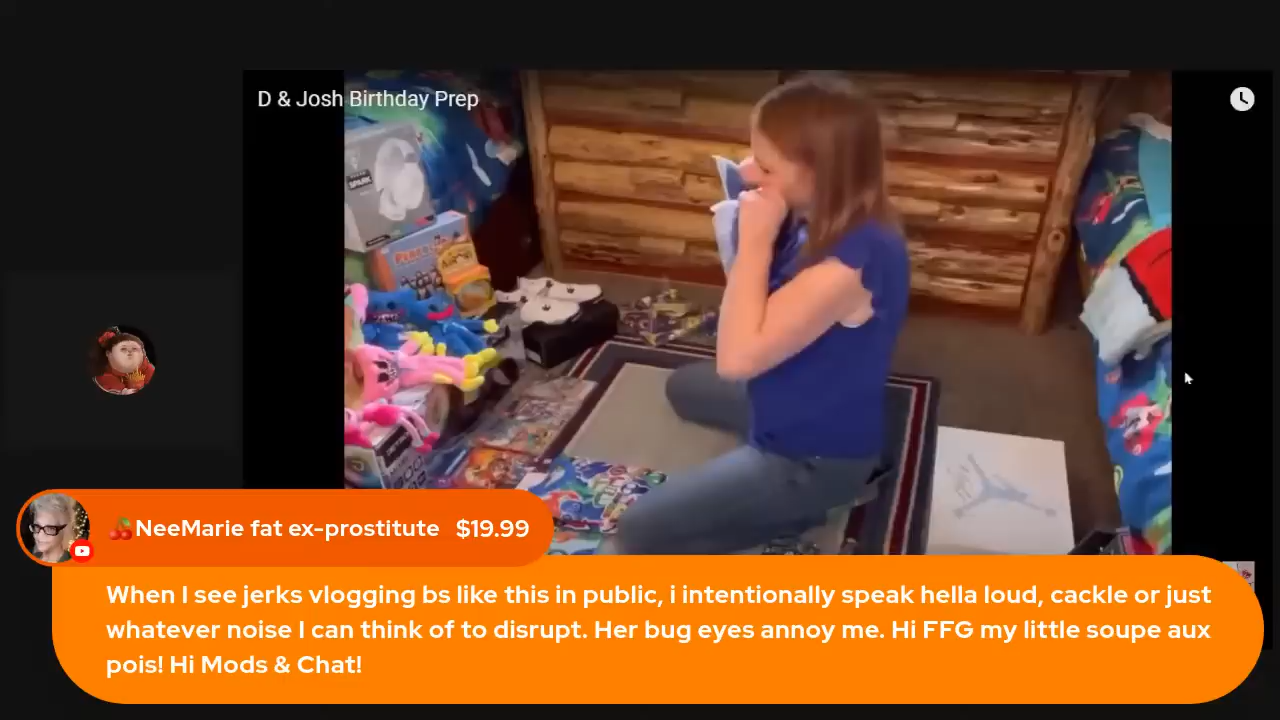 D & Josh Birthday Prep
🍒NeeMarie fat ex-prostitute $19.99
When I see jerks vlogging bs like this in public, i intentionally speak hella loud, cackle or just
whatever noise I can think of to disrupt. Her bug eyes annoy me. Hi FFG my little soupe aux
pois! Hi Mods & Chat!